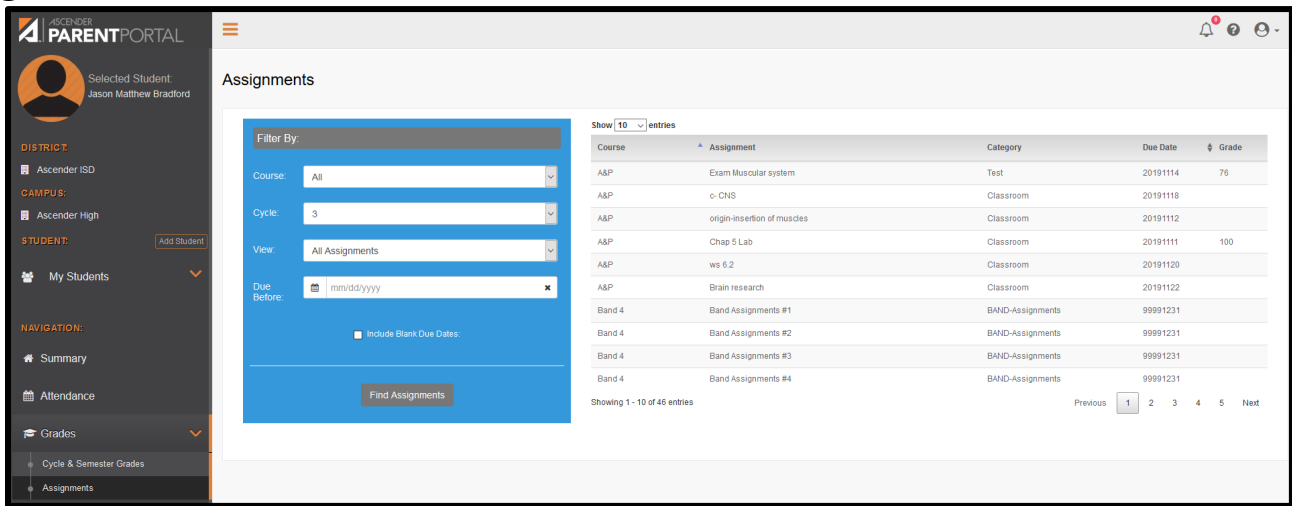 ASCENDER
PARENTPORTAL
Selected Student:
Jason Matthew Bradford
DISTRICT:
Ascender ISD
CAMPUS:
Ascender High
STUDENT:
Add Student
My Students
NAVIGATION:
Summary
Attendance
Grades
Cycle & Semester Grades
Assignments
Assignments
Filter By:
Course: All
Cycle: 3
View: All Assignments
Due Before: mm/dd/yyyy
Include Blank Due Dates:
Find Assignments
Show 10 entries
Course Assignment Category Due Date Grade
A&P Exam Muscular system Test 20191114 76
A&P c- CNS Classroom 20191118
A&P origin-insertion of muscles Classroom 20191112
A&P Chap 5 Lab Classroom 20191111 100
A&P ws 6.2 Classroom 20191120
A&P Brain research Classroom 20191122
Band 4 Band Assignments #1 BAND-Assignments 99991231
Band 4 Band Assignments #2 BAND-Assignments 99991231
Band 4 Band Assignments #3 BAND-Assignments 99991231
Band 4 Band Assignments #4 BAND-Assignments 99991231
Showing 1 - 10 of 46 entries
Previous 1 2 3 4 5 Next